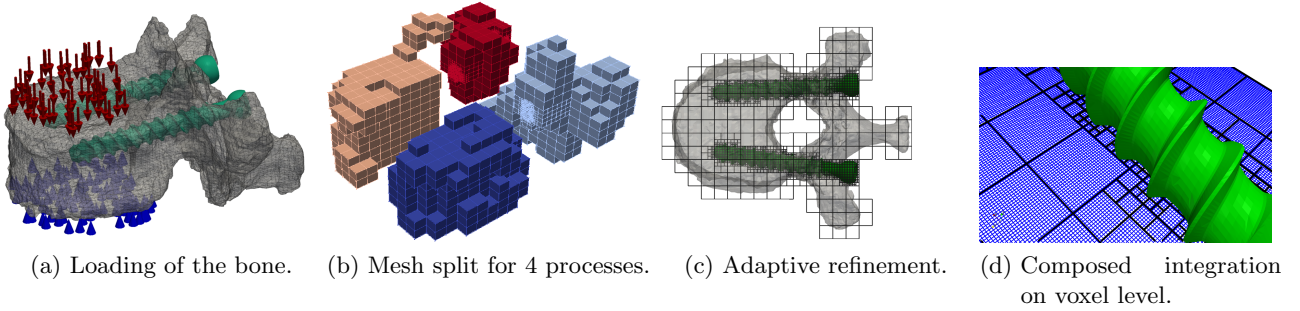 (a) Loading of the bone.
(b) Mesh split for 4 processes.
(c) Adaptive refinement.
(d) Composed integration
on voxel level.